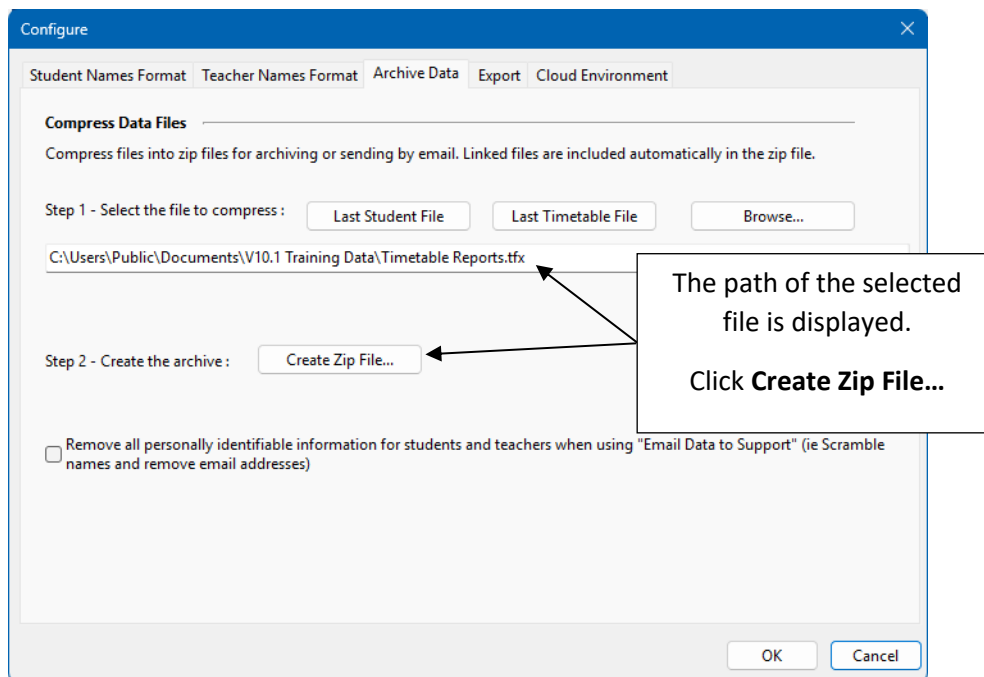 Configure
Student Names Format Teacher Names Format Archive Data Export Cloud Environment
Compress Data Files
Compress files into zip files for archiving or sending by email. Linked files are included automatically in the zip file.
Step 1 - Select the file to compress : Last Student File Last Timetable File Browse...
C:\Users\Public\Documents\V10.1 Training Data\Timetable Reports.tfx
The path of the selected
file is displayed.
Click Create Zip File…
Step 2 - Create the archive : Create Zip File...
Remove all personally identifiable information for students and teachers when using "Email Data to Support" (ie Scramble
names and remove email addresses)
OK Cancel